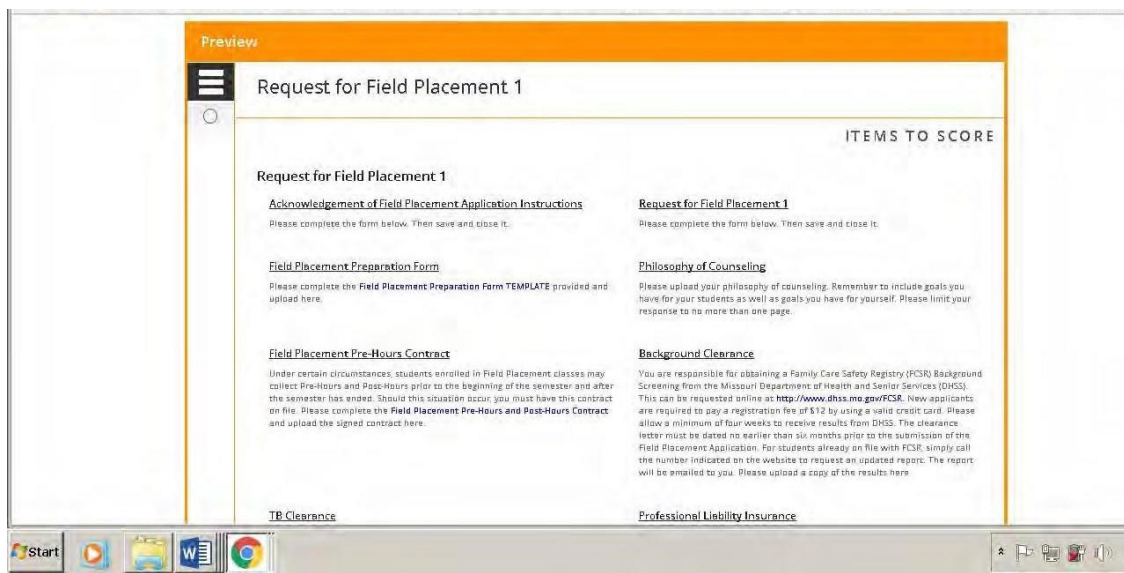 Preview
Request for Field Placement 1
ITEMS TO SCORE
Request for Field Placement 1
Acknowledgement of Field Placement Application Instructions
Please complete the form below. Then save and close it.
Request for Field Placement 1
Please complete the form below. Then save and close it.
Field Placement Preparation Form
Please complete the Field Placement Preparation Form TEMPLATE provided and
upload here.
Philosophy of Counseling
Please upload your philosophy of counseling. Remember to include goals you
have for your students as well as goals you have for yourself. Please limit your
response to no more than one page.
Field Placement Pre-Hours Contract
Under certain circumstances, students enrolled in Field Placement classes may
collect Pre-Hours and Post-Hours prior to the beginning of the semester and after
the semester has ended. Should this situation occur, you must have this contract
on file. Please complete the Field Placement Pre-Hours and Post-Hours Contract
and upload the signed contract here.
Background Clearance
You are responsible for obtaining a Family Care Safety Registry (FCSR) Background
Screening from the Missouri Department of Health and Senior Services (DHSS).
This can be requested online at http://www.dhss.mo.gov/FCSR. New applicants
are required to pay a registration fee of $12 by using a valid credit card. Please
allow a minimum of four weeks to receive results from DHSS. The clearance
letter must be dated no earlier than six months prior to the submission of the
Field Placement Application. For students already on file with FCSR, simply call
the number indicated on the website to request an updated report. The report
will be emailed to you. Please upload a copy of the results here
TB Clearance
Professional Liability Insurance
Start